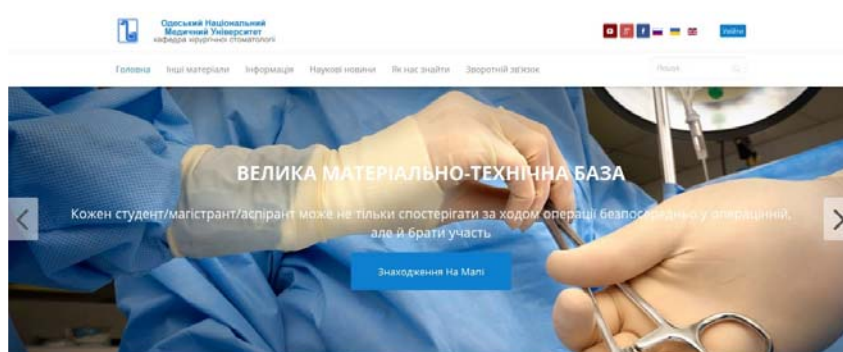 Одеський Національний
Медичний Університет
кафедра хірургічної стоматології
Увійти
Головна Інші матеріали Інформація Наукові новини Як нас знайти Зворотній зв'язок Пошук
ВЕЛИКА МАТЕРІАЛЬНО-ТЕХНІЧНА БАЗА
Кожен студент/магістрант/аспірант може не тільки спостерігати за ходом операції безпосередньо у операційній,
але й брати участь
Знаходження На Мапі